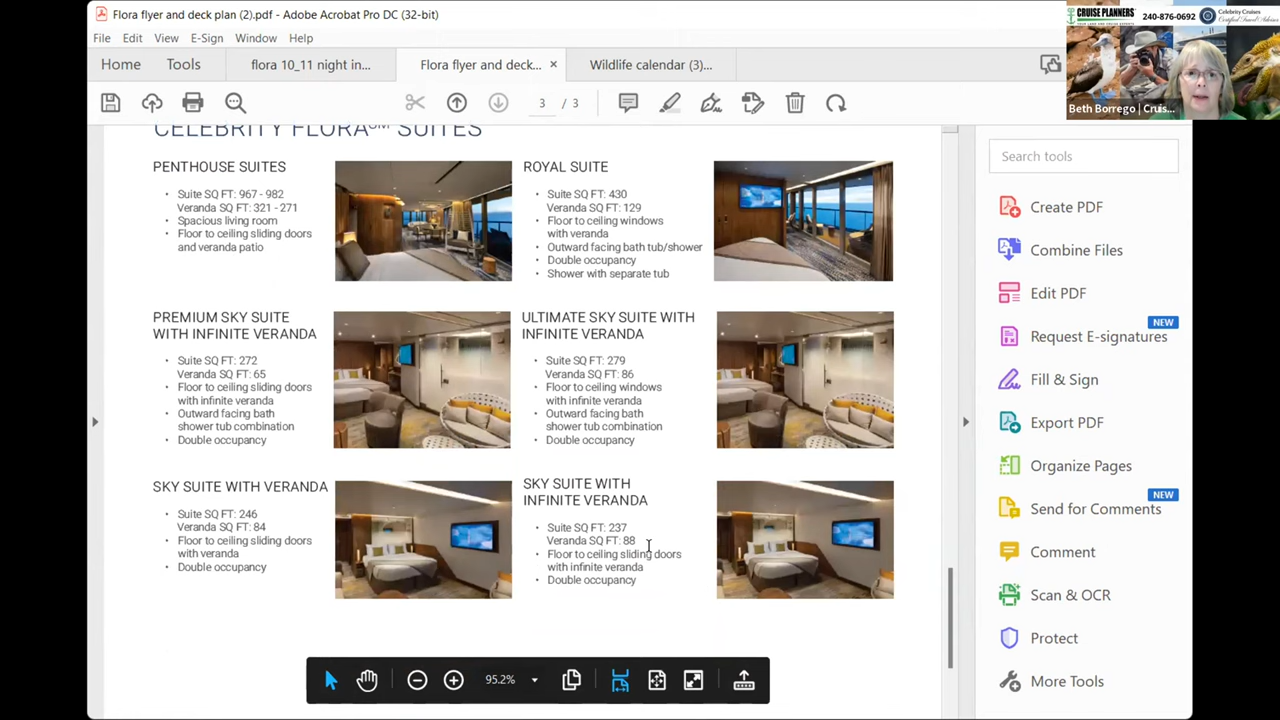 Flora flyer and deck plan (2).pdf - Adobe Acrobat Pro DC (32-bit)
File Edit View E-Sign Window Help
Home Tools flora 10_11 night in... Flora flyer and deck... × Wildlife calendar (3)...
3 / 3
CRUISE PLANNERS
240-876-0692
Celebrity Cruises
Certified Travel Advisor
Beth Borrego | Cruis...
CELEBRITY FLORA℠ SUITES
PENTHOUSE SUITES
• Suite SQ FT: 967 - 982
Veranda SQ FT: 321 - 271
• Spacious living room
• Floor to ceiling sliding doors
and veranda patio
ROYAL SUITE
• Suite SQ FT: 430
Veranda SQ FT: 129
• Floor to ceiling windows
with veranda
• Outward facing bath tub/shower
• Double occupancy
• Shower with separate tub
PREMIUM SKY SUITE
WITH INFINITE VERANDA
• Suite SQ FT: 272
Veranda SQ FT: 65
• Floor to ceiling sliding doors
with infinite veranda
• Outward facing bath
shower tub combination
• Double occupancy
ULTIMATE SKY SUITE WITH
INFINITE VERANDA
• Suite SQ FT: 279
Veranda SQ FT: 86
• Floor to ceiling windows
with infinite veranda
• Outward facing bath
shower tub combination
• Double occupancy
SKY SUITE WITH VERANDA
• Suite SQ FT: 246
Veranda SQ FT: 84
• Floor to ceiling sliding doors
with veranda
• Double occupancy
SKY SUITE WITH
INFINITE VERANDA
• Suite SQ FT: 237
Veranda SQ FT: 88
• Floor to ceiling sliding doors
with infinite veranda
• Double occupancy
95.2%
Search tools
Create PDF
Combine Files
Edit PDF
NEW
Request E-signatures
Fill & Sign
Export PDF
Organize Pages
NEW
Send for Comments
Comment
Scan & OCR
Protect
More Tools